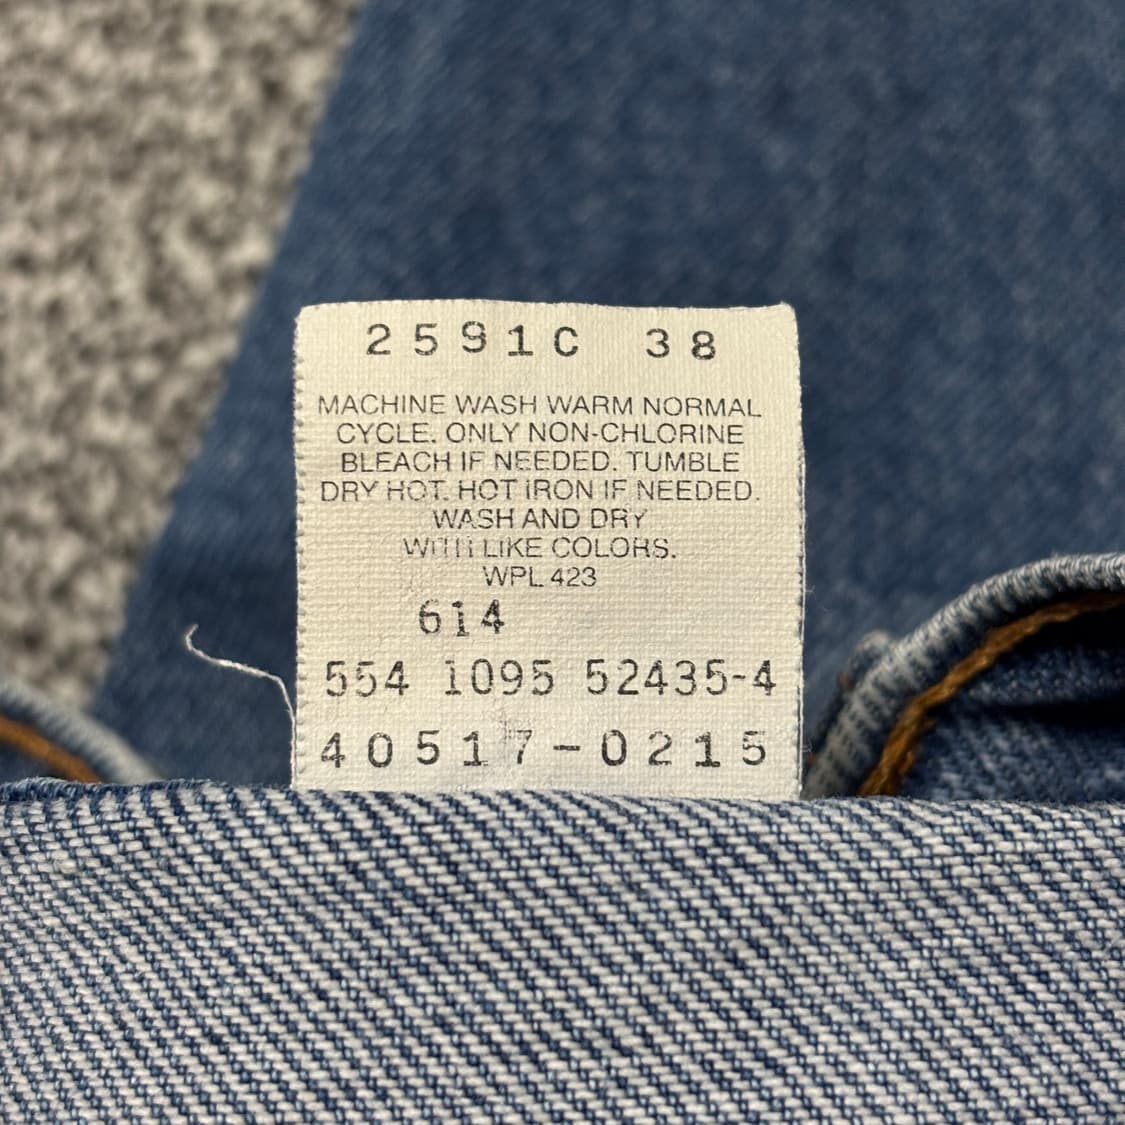 2591C 38
MACHINE WASH WARM NORMAL
CYCLE. ONLY NON-CHLORINE
BLEACH IF NEEDED. TUMBLE
DRY HOT. HOT IRON IF NEEDED.
WASH AND DRY
WITH LIKE COLORS.
WPL 423
614
554 1095 52435-4
40517-0215